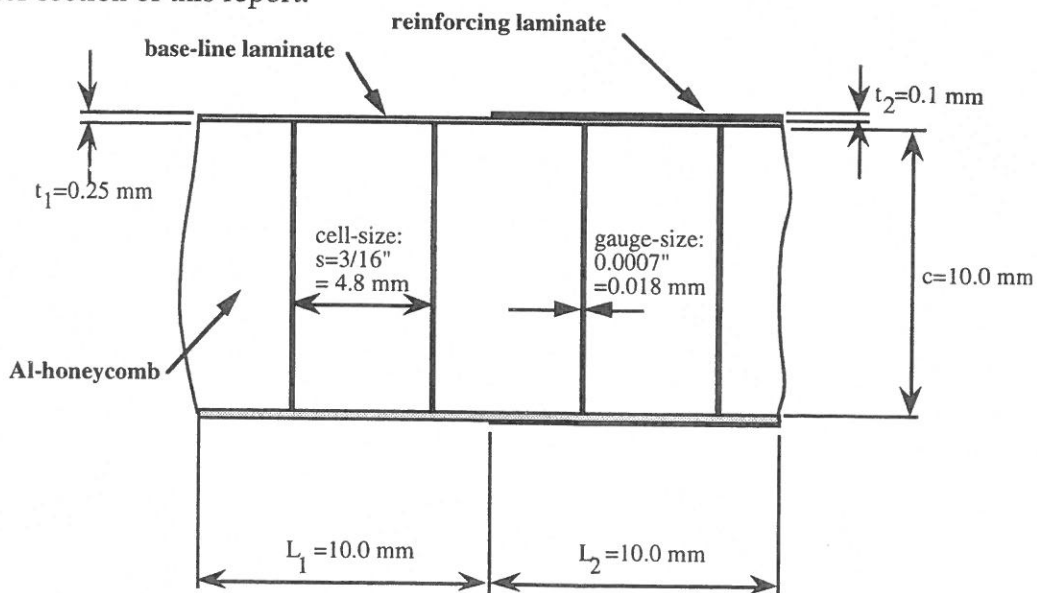 reinforcing laminate
base-line laminate
t2=0.1 mm
t1=0.25 mm
cell-size:
s=3/16"
= 4.8 mm
gauge-size:
0.0007"
=0.018 mm
c=10.0 mm
Al-honeycomb
L1 =10.0 mm
L2 =10.0 mm